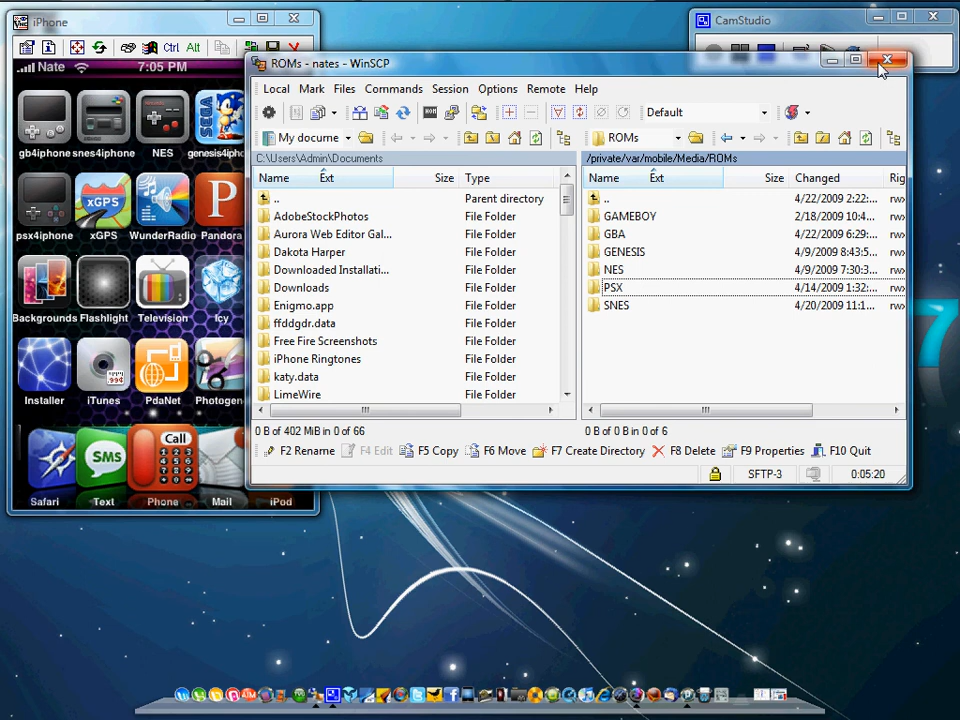 iPhone
CamStudio
Ctrl Alt
Nate 7:05 PM
gb4iphone snes4iphone NES genesis4iph
SEGA
psx4iphone xGPS WunderRadio Pandora
xGPS
P
Backgrounds Flashlight Television Icy
Installer iTunes PdaNet Photogen
.99¢
SMS
Call
Safari Text Phone Mail iPod
ROMs - nates - WinSCP
Local Mark Files Commands Session Options Remote Help
Default
My docume ROMs
C:\Users\Admin\Documents /private/var/mobile/Media/ROMs
Name Ext Size Type Name Ext Size Changed Rig
.. Parent directory .. 4/22/2009 2:22:... rwx
AdobeStockPhotos File Folder GAMEBOY 2/18/2009 10:4... rwx
Aurora Web Editor Gal... File Folder GBA 4/22/2009 6:29:... rwx
Dakota Harper File Folder GENESIS 4/9/2009 8:43:5... rwx
Downloaded Installati... File Folder NES 4/9/2009 7:30:3... rwx
Downloads File Folder PSX 4/14/2009 1:32:... rwx
Enigmo.app File Folder SNES 4/20/2009 11:1... rwx
ffddgdr.data File Folder
Free Fire Screenshots File Folder
iPhone Ringtones File Folder
katy.data File Folder
LimeWire File Folder
0 B of 402 MiB in 0 of 66 0 B of 0 B in 0 of 6
F2 Rename F4 Edit F5 Copy F6 Move F7 Create Directory F8 Delete F9 Properties F10 Quit
SFTP-3 0:05:20
7